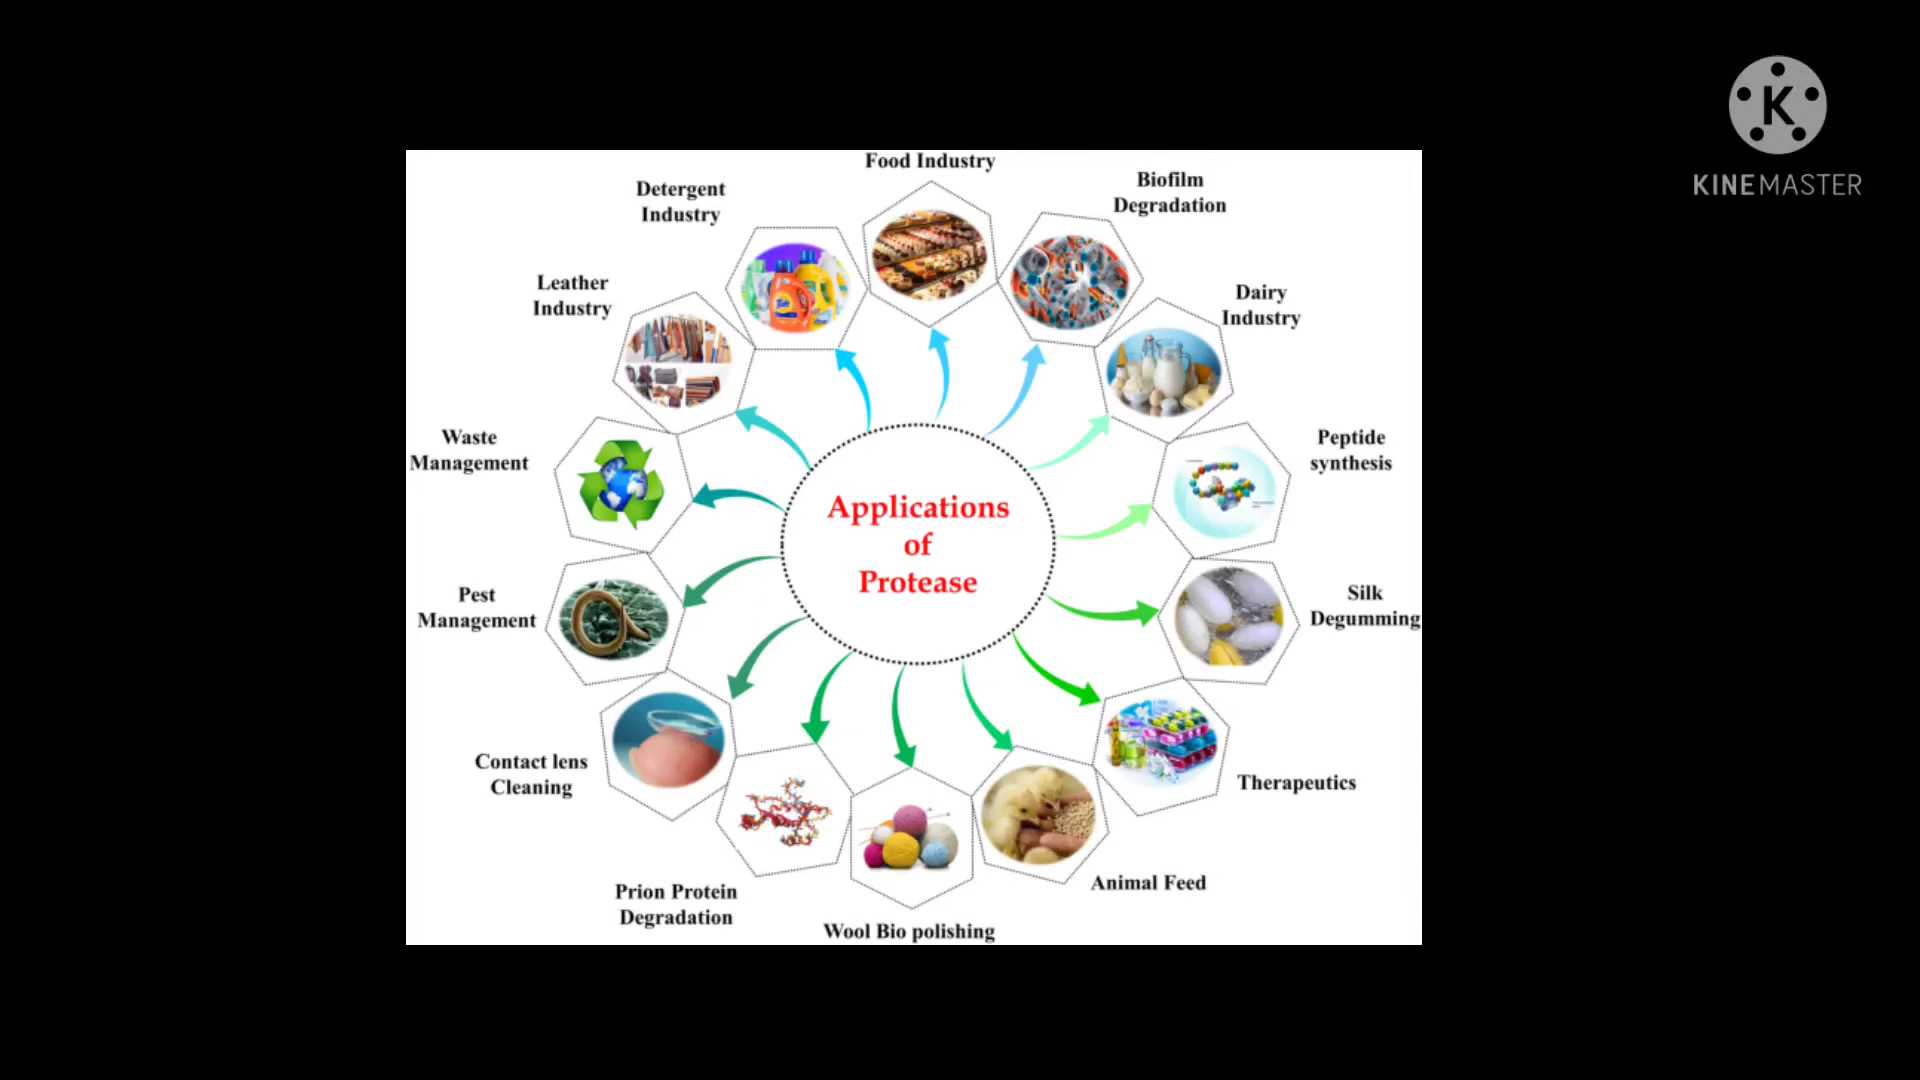 Food Industry
Biofilm
Degradation
Detergent
Industry
Dairy
Industry
Leather
Industry
Peptide
synthesis
Waste
Management
Applications
of
Protease
Silk
Degumming
Pest
Management
Therapeutics
Contact lens
Cleaning
Animal Feed
Prion Protein
Degradation
Wool Bio polishing
K
KINEMASTER